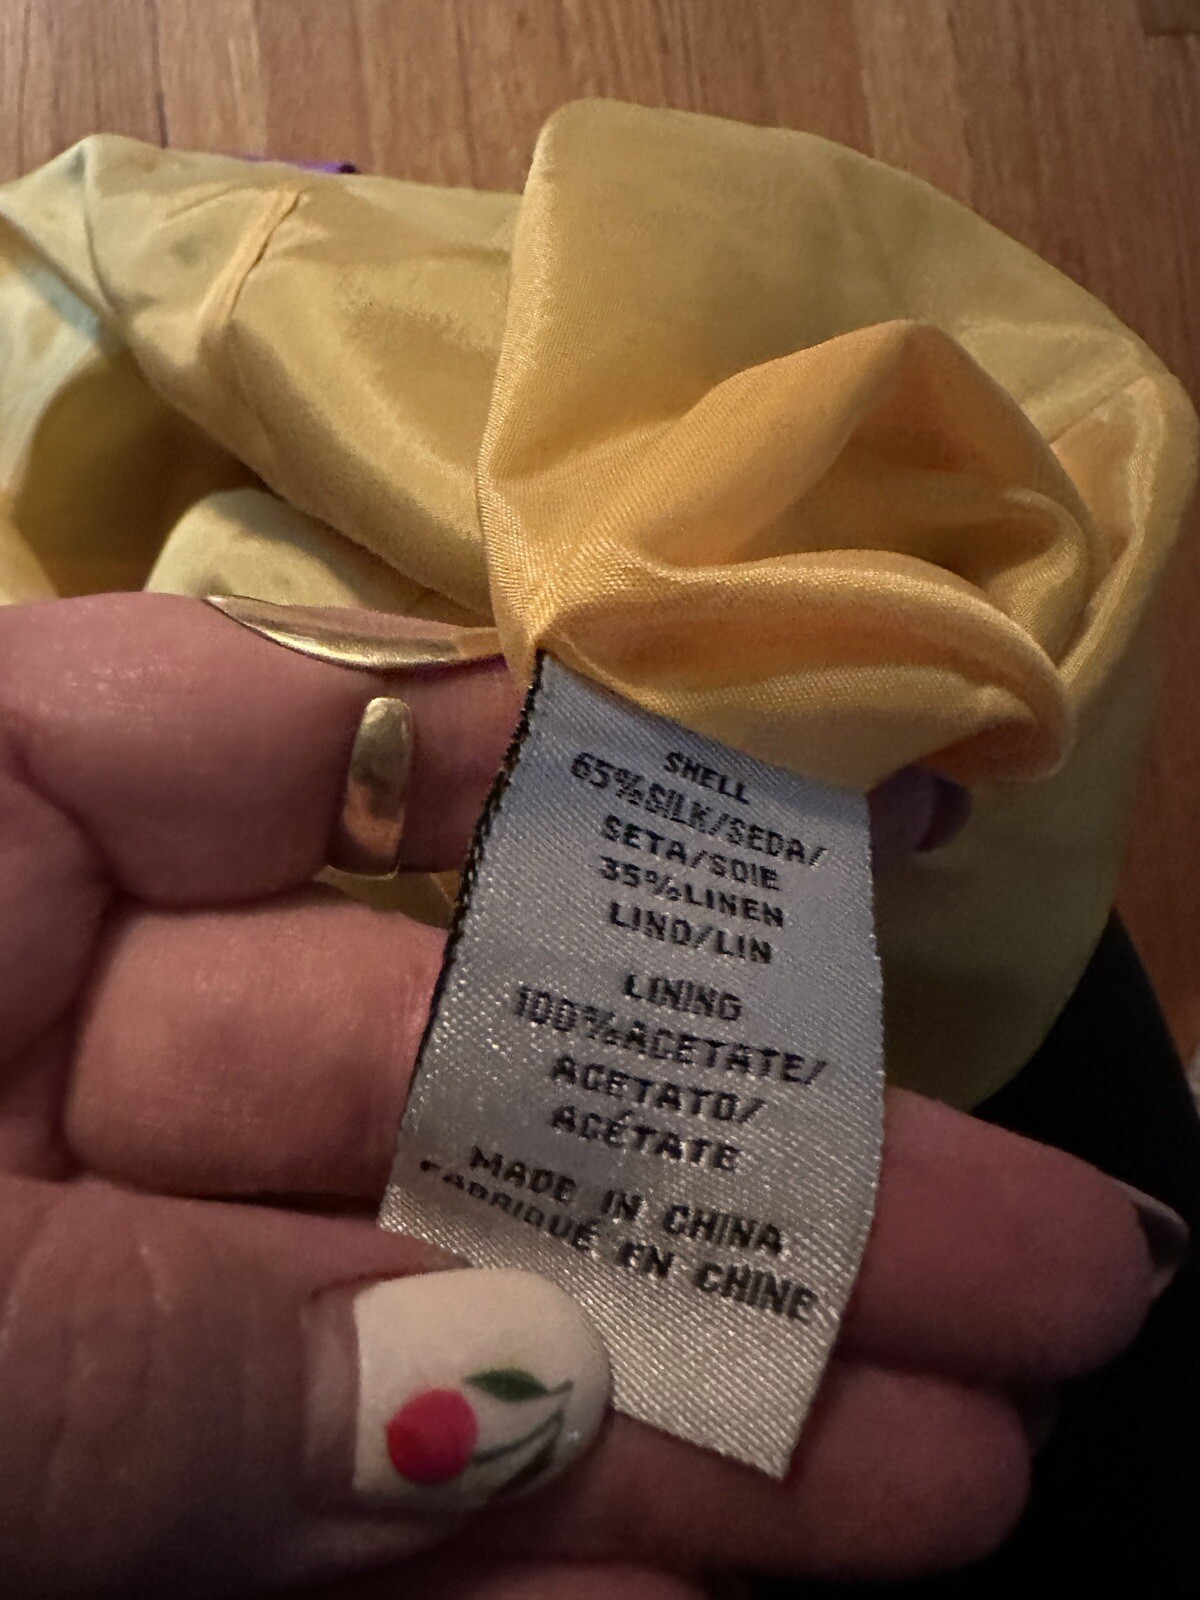 SHELL
65%SILK/SEDA/
SETA/SOIE
35%LINEN
LINO/LIN
LINING
100%ACETATE/
ACETATO/
ACÉTATE
MADE IN CHINA
FABRIQUÉ EN CHINE